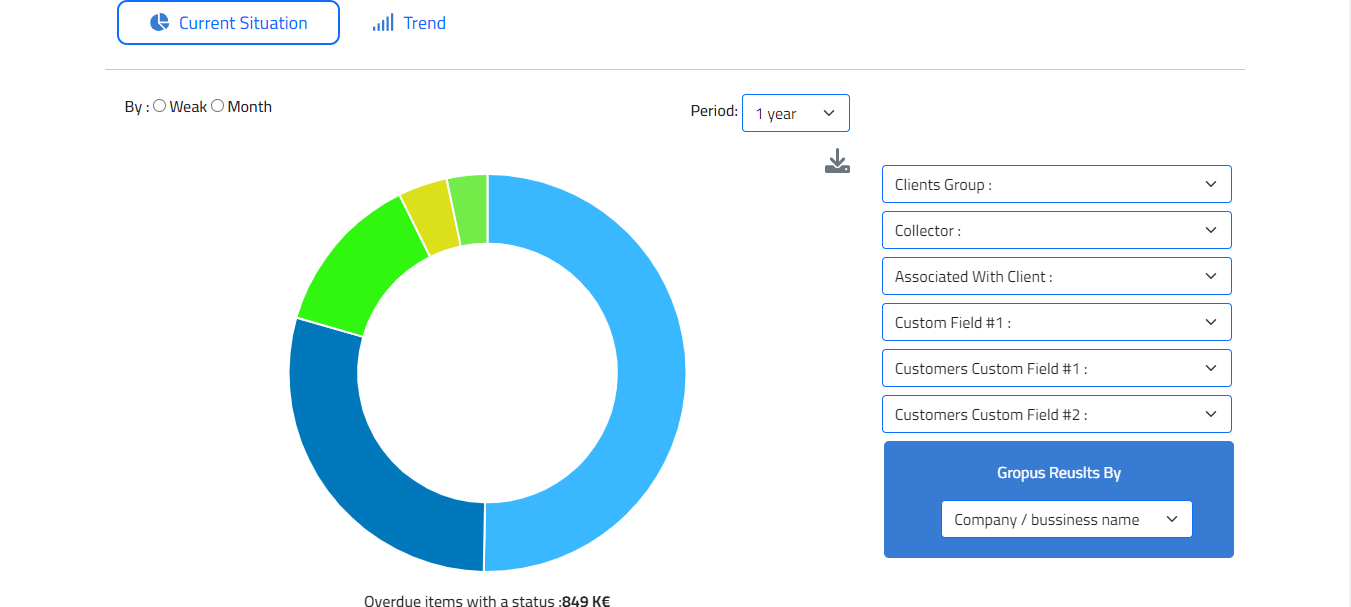 Current Situation
Trend
By : Weak Month
Period: 1 year
Clients Group :
Collector :
Associated With Client :
Custom Field #1 :
Customers Custom Field #1 :
Customers Custom Field #2 :
Gropus Reuslts By
Company / bussiness name
Overdue items with a status :849 K€